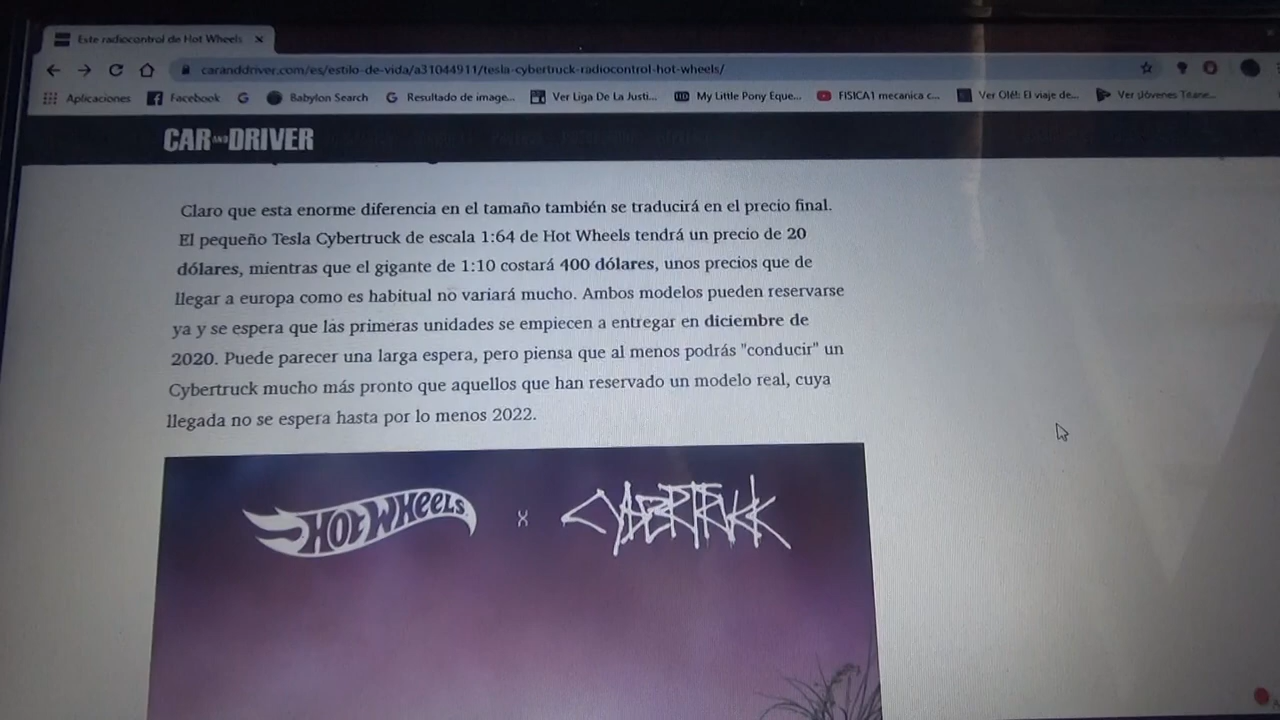 Este radiocontrol de Hot Wheels
caranddriver.com/es/estilo-de-vida/a31044911/tesla-cybertruck-radiocontrol-hot-wheels/
Aplicaciones Facebook Babylon Search Resultado de image... Ver Liga De La Justi... My Little Pony Eque... FISICA1 mecanica c... Ver Olé!: El viaje de... Ver Jóvenes Titane...
CAR AND DRIVER
Claro que esta enorme diferencia en el tamaño también se traducirá en el precio final.
El pequeño Tesla Cybertruck de escala 1:64 de Hot Wheels tendrá un precio de 20
dólares, mientras que el gigante de 1:10 costará 400 dólares, unos precios que de
llegar a europa como es habitual no variará mucho. Ambos modelos pueden reservarse
ya y se espera que las primeras unidades se empiecen a entregar en diciembre de
2020. Puede parecer una larga espera, pero piensa que al menos podrás "conducir" un
Cybertruck mucho más pronto que aquellos que han reservado un modelo real, cuya
llegada no se espera hasta por lo menos 2022.
HOT WHEELS x CYBERTRUCK